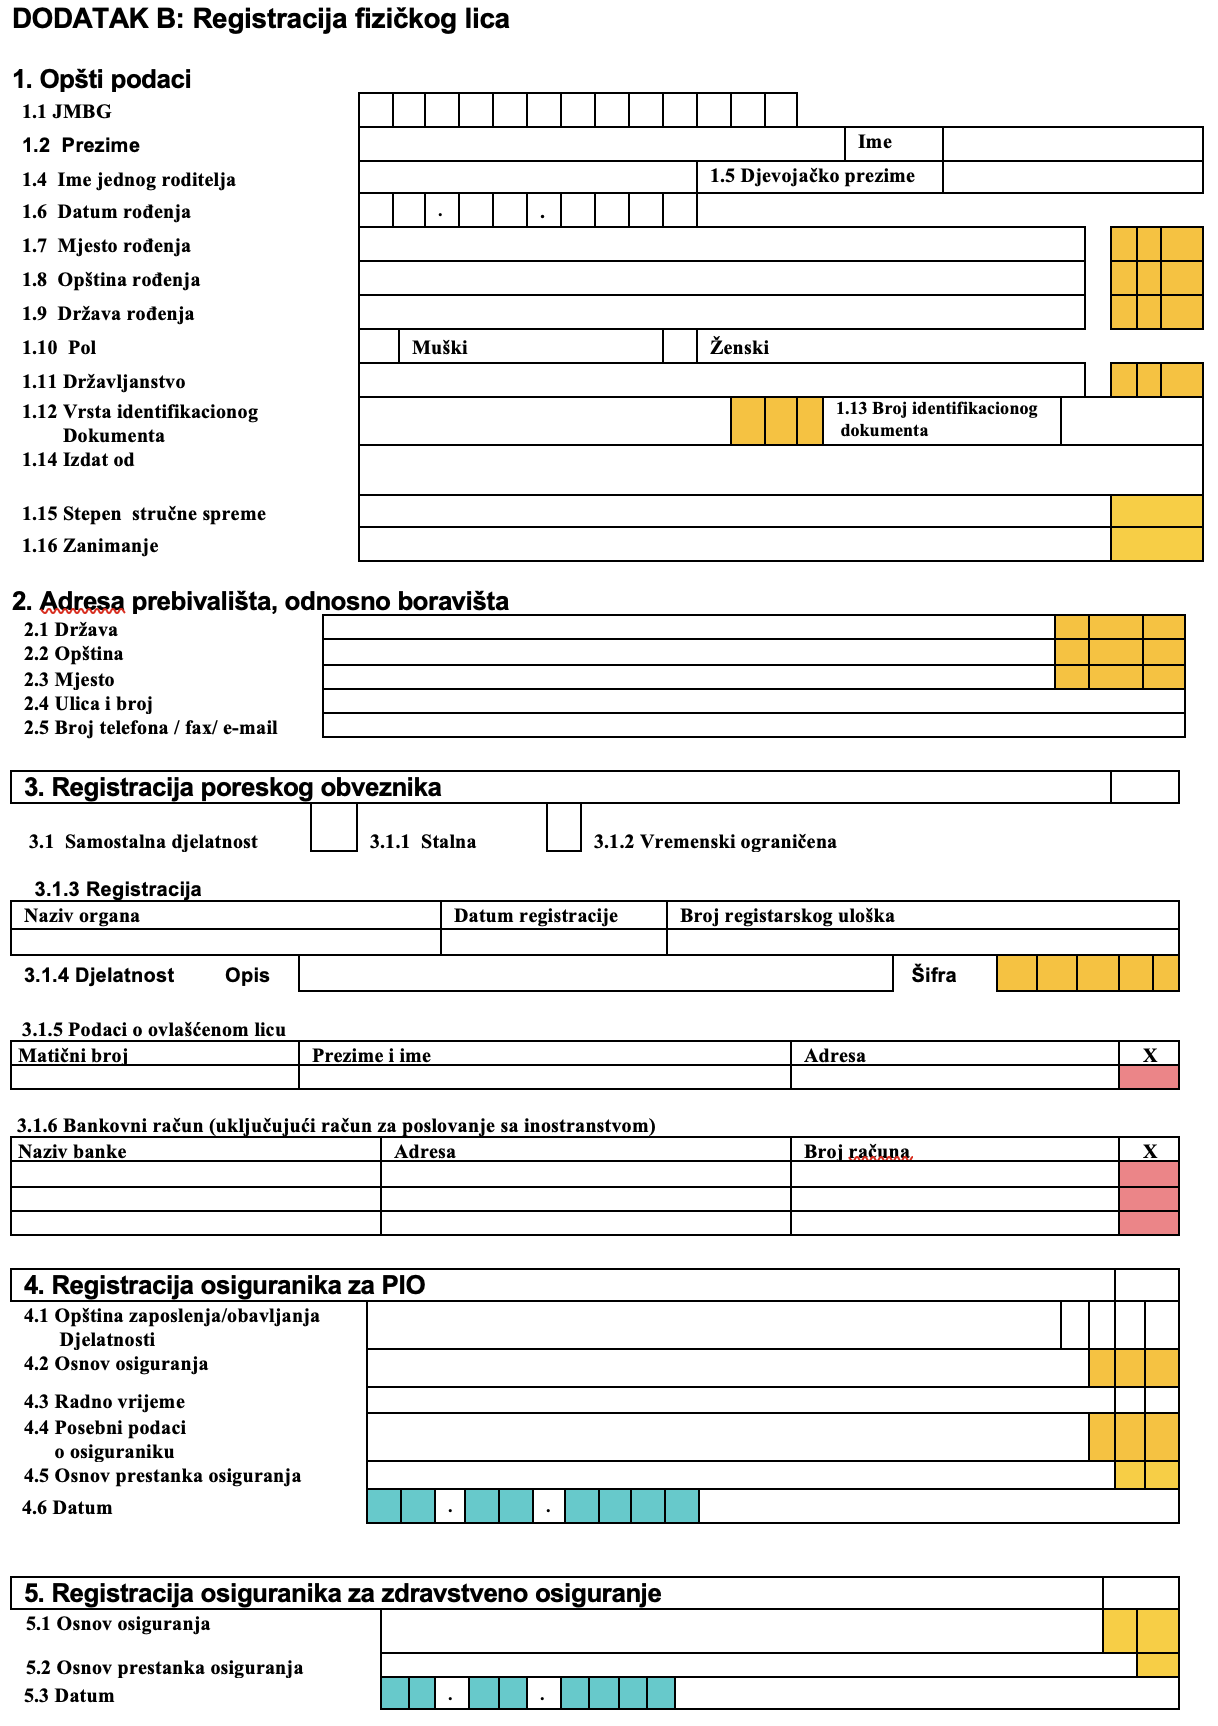 DODATAK B: Registracija fizičkog lica
1. Opšti podaci
1.1 JMBG
1.2 Prezime Ime
1.4 Ime jednog roditelja 1.5 Djevojačko prezime
1.6 Datum rođenja . .
1.7 Mjesto rođenja
1.8 Opština rođenja
1.9 Država rođenja
1.10 Pol Muški Ženski
1.11 Državljanstvo
1.12 Vrsta identifikacionog 1.13 Broj identifikacionog
Dokumenta dokumenta
1.14 Izdat od
1.15 Stepen stručne spreme
1.16 Zanimanje
2. Adresa prebivališta, odnosno boravišta
2.1 Država
2.2 Opština
2.3 Mjesto
2.4 Ulica i broj
2.5 Broj telefona / fax/ e-mail
3. Registracija poreskog obveznika
3.1 Samostalna djelatnost 3.1.1 Stalna 3.1.2 Vremenski ograničena
3.1.3 Registracija
Naziv organa Datum registracije Broj registarskog uloška
3.1.4 Djelatnost Opis Šifra
3.1.5 Podaci o ovlašćenom licu
Matični broj Prezime i ime Adresa X
3.1.6 Bankovni račun (uključujući račun za poslovanje sa inostranstvom)
Naziv banke Adresa Broj računa X
4. Registracija osiguranika za PIO
4.1 Opština zaposlenja/obavljanja
Djelatnosti
4.2 Osnov osiguranja
4.3 Radno vrijeme
4.4 Posebni podaci
o osiguraniku
4.5 Osnov prestanka osiguranja
4.6 Datum . .
5. Registracija osiguranika za zdravstveno osiguranje
5.1 Osnov osiguranja
5.2 Osnov prestanka osiguranja
5.3 Datum . .